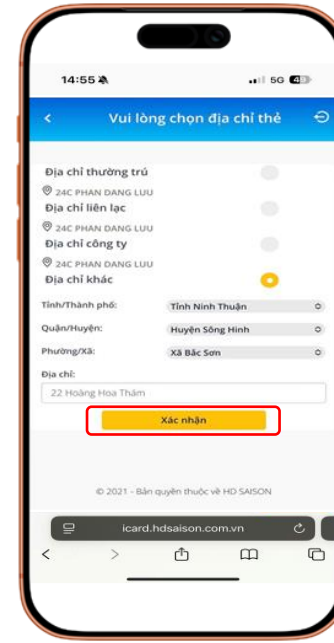 14:55
5G 43
Vui lòng chọn địa chỉ thẻ
Địa chỉ thường trú
24C PHAN DANG LUU
Địa chỉ liên lạc
24C PHAN DANG LUU
Địa chỉ công ty
24C PHAN DANG LUU
Địa chỉ khác
Tỉnh/Thành phố: Tỉnh Ninh Thuận
Quận/Huyện: Huyện Sông Hinh
Phường/Xã: Xã Bắc Sơn
Địa chỉ:
22 Hoàng Hoa Thám
Xác nhận
© 2021 - Bản quyền thuộc về HD SAISON
icard.hdsaison.com.vn